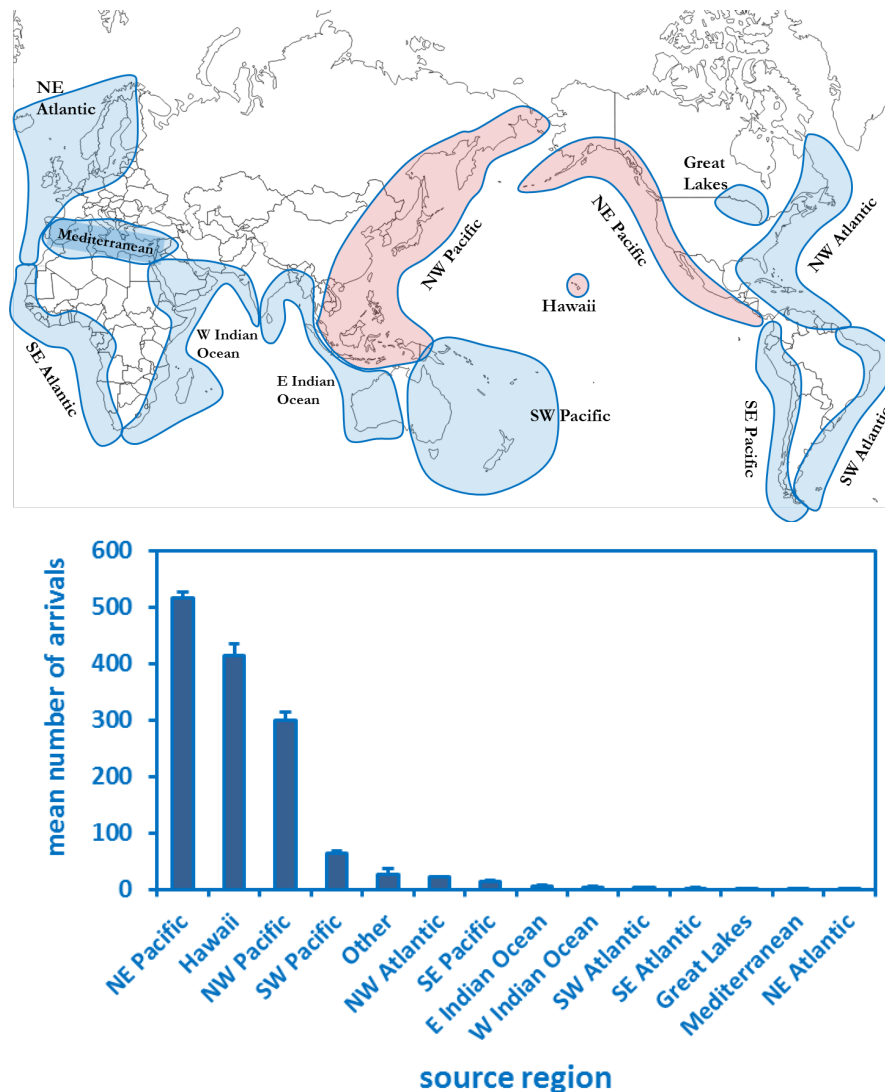 NE
Atlantic
Mediterranean
SE Atlantic
W Indian
Ocean
E Indian
Ocean
NW Pacific
SW Pacific
Hawaii
NE Pacific
Great
Lakes
NW Atlantic
SE Pacific
SW Atlantic
mean number of arrivals
600
500
400
300
200
100
0
NE Pacific
Hawaii
NW Pacific
SW Pacific
Other
NW Atlantic
SE Pacific
E Indian Ocean
W Indian Ocean
SW Atlantic
SE Atlantic
Great Lakes
Mediterranean
NE Atlantic
source region